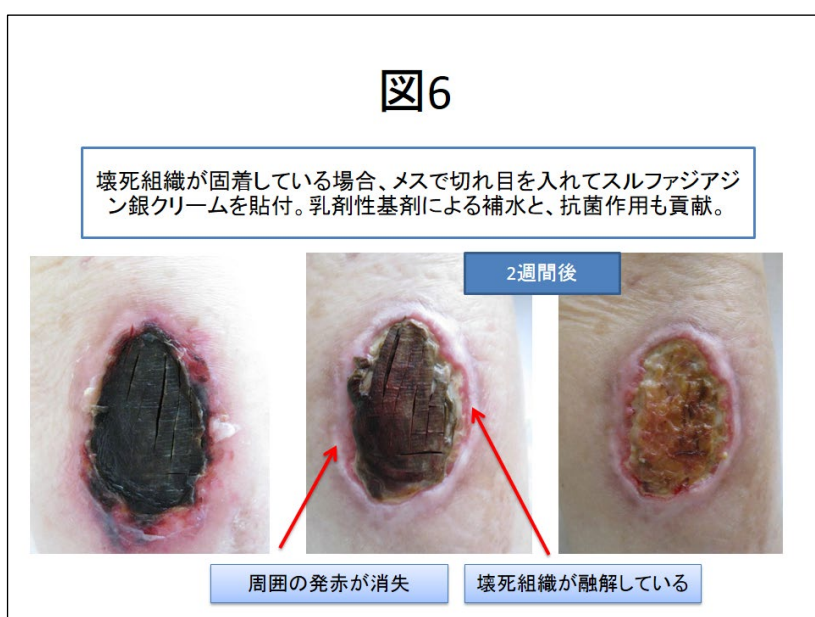 図6
壊死組織が固着している場合、メスで切れ目を入れてスルファジアジ
ン銀クリームを貼付。乳剤性基剤による補水と、抗菌作用も貢献。
2週間後
周囲の発赤が消失
壊死組織が融解している